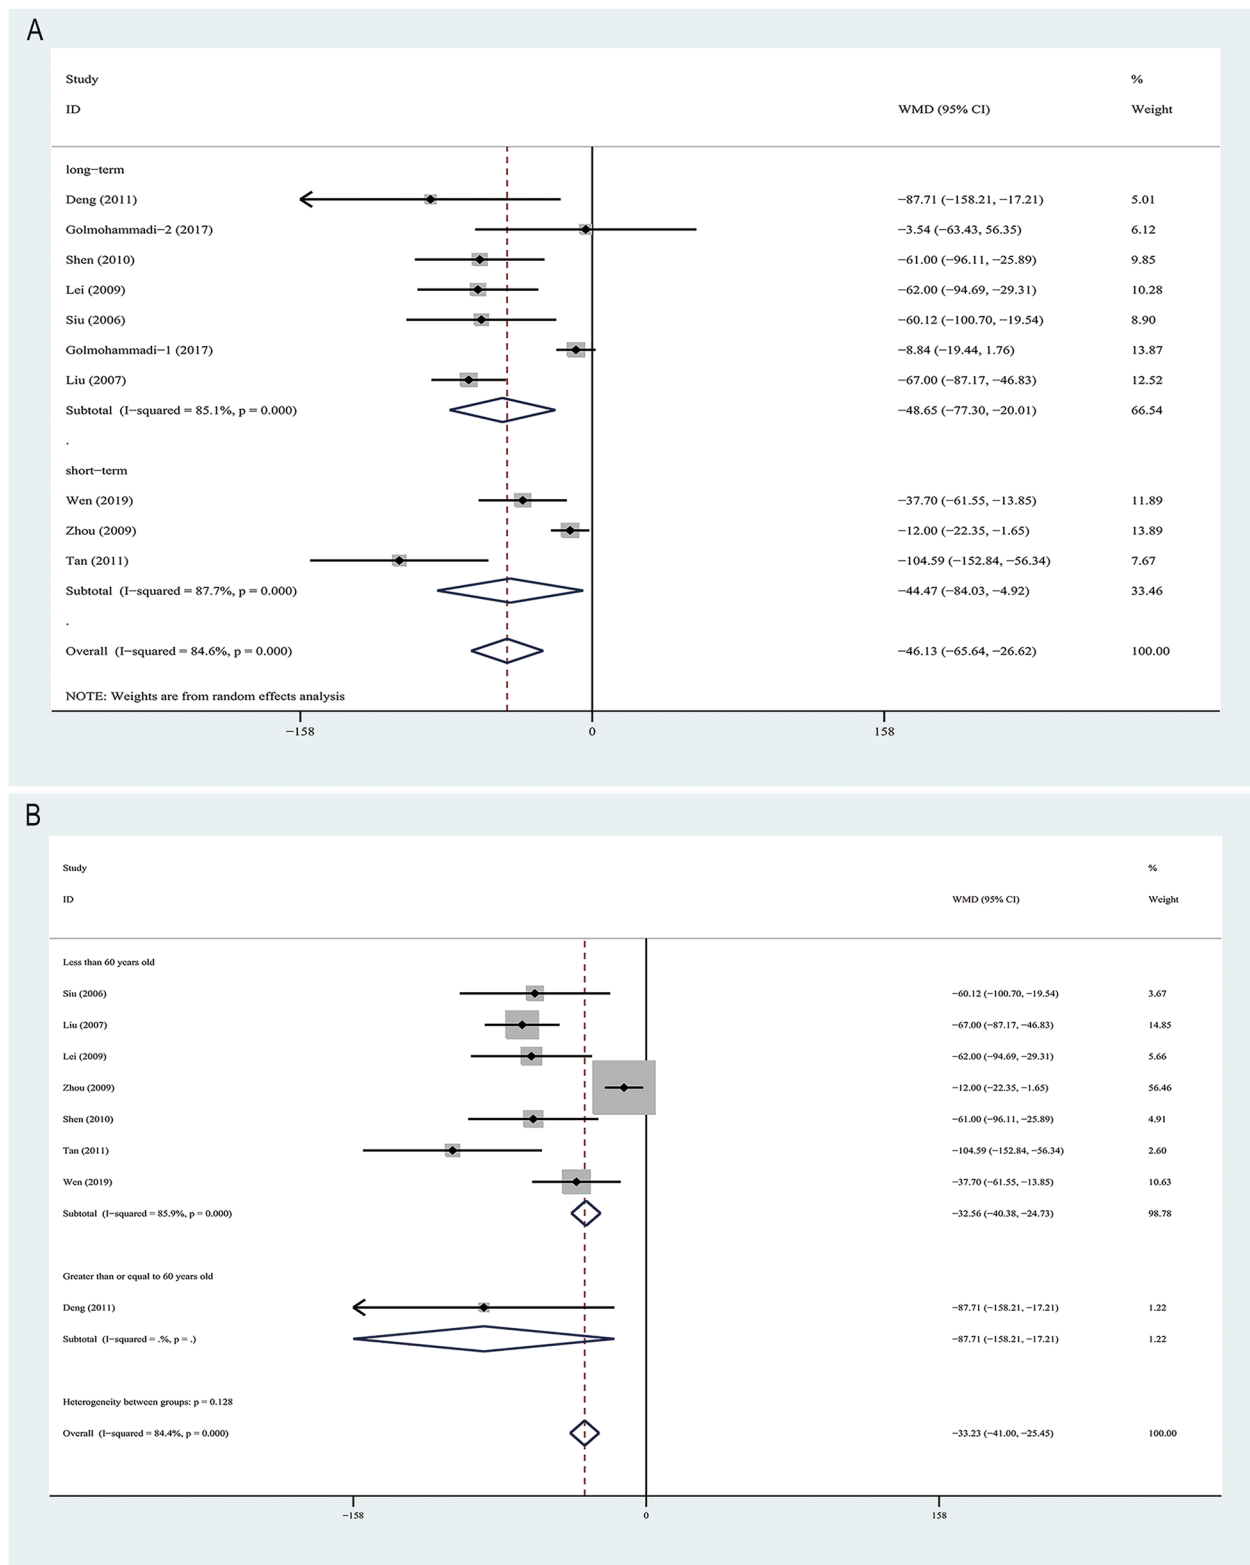 A
Study %
ID WMD (95% CI) Weight
long−term
Deng (2011) −87.71 (−158.21, −17.21) 5.01
Golmohammadi−2 (2017) −3.54 (−63.43, 56.35) 6.12
Shen (2010) −61.00 (−96.11, −25.89) 9.85
Lei (2009) −62.00 (−94.69, −29.31) 10.28
Siu (2006) −60.12 (−100.70, −19.54) 8.90
Golmohammadi−1 (2017) −8.84 (−19.44, 1.76) 13.87
Liu (2007) −67.00 (−87.17, −46.83) 12.52
Subtotal (I−squared = 85.1%, p = 0.000) −48.65 (−77.30, −20.01) 66.54
.
short−term
Wen (2019) −37.70 (−61.55, −13.85) 11.89
Zhou (2009) −12.00 (−22.35, −1.65) 13.89
Tan (2011) −104.59 (−152.84, −56.34) 7.67
Subtotal (I−squared = 87.7%, p = 0.000) −44.47 (−84.03, −4.92) 33.46
.
Overall (I−squared = 84.6%, p = 0.000) −46.13 (−65.64, −26.62) 100.00
NOTE: Weights are from random effects analysis
−158 0 158
B
Study %
ID WMD (95% CI) Weight
Less than 60 years old
Siu (2006) −60.12 (−100.70, −19.54) 3.67
Liu (2007) −67.00 (−87.17, −46.83) 14.85
Lei (2009) −62.00 (−94.69, −29.31) 5.66
Zhou (2009) −12.00 (−22.35, −1.65) 56.46
Shen (2010) −61.00 (−96.11, −25.89) 4.91
Tan (2011) −104.59 (−152.84, −56.34) 2.60
Wen (2019) −37.70 (−61.55, −13.85) 10.63
Subtotal (I−squared = 85.9%, p = 0.000) −32.56 (−40.38, −24.73) 98.78
Greater than or equal to 60 years old
Deng (2011) −87.71 (−158.21, −17.21) 1.22
Subtotal (I−squared = .%, p = .) −87.71 (−158.21, −17.21) 1.22
Heterogeneity between groups: p = 0.128
Overall (I−squared = 84.4%, p = 0.000) −33.23 (−41.00, −25.45) 100.00
−158 0 158